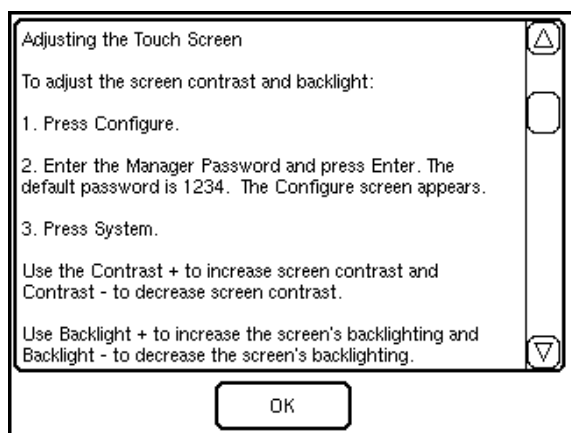 Adjusting the Touch Screen
To adjust the screen contrast and backlight:
1. Press Configure.
2. Enter the Manager Password and press Enter. The
default password is 1234.  The Configure screen appears.
3. Press System.
Use the Contrast + to increase screen contrast and
Contrast - to decrease screen contrast.
Use Backlight + to increase the screen's backlighting and
Backlight - to decrease the screen's backlighting.
OK